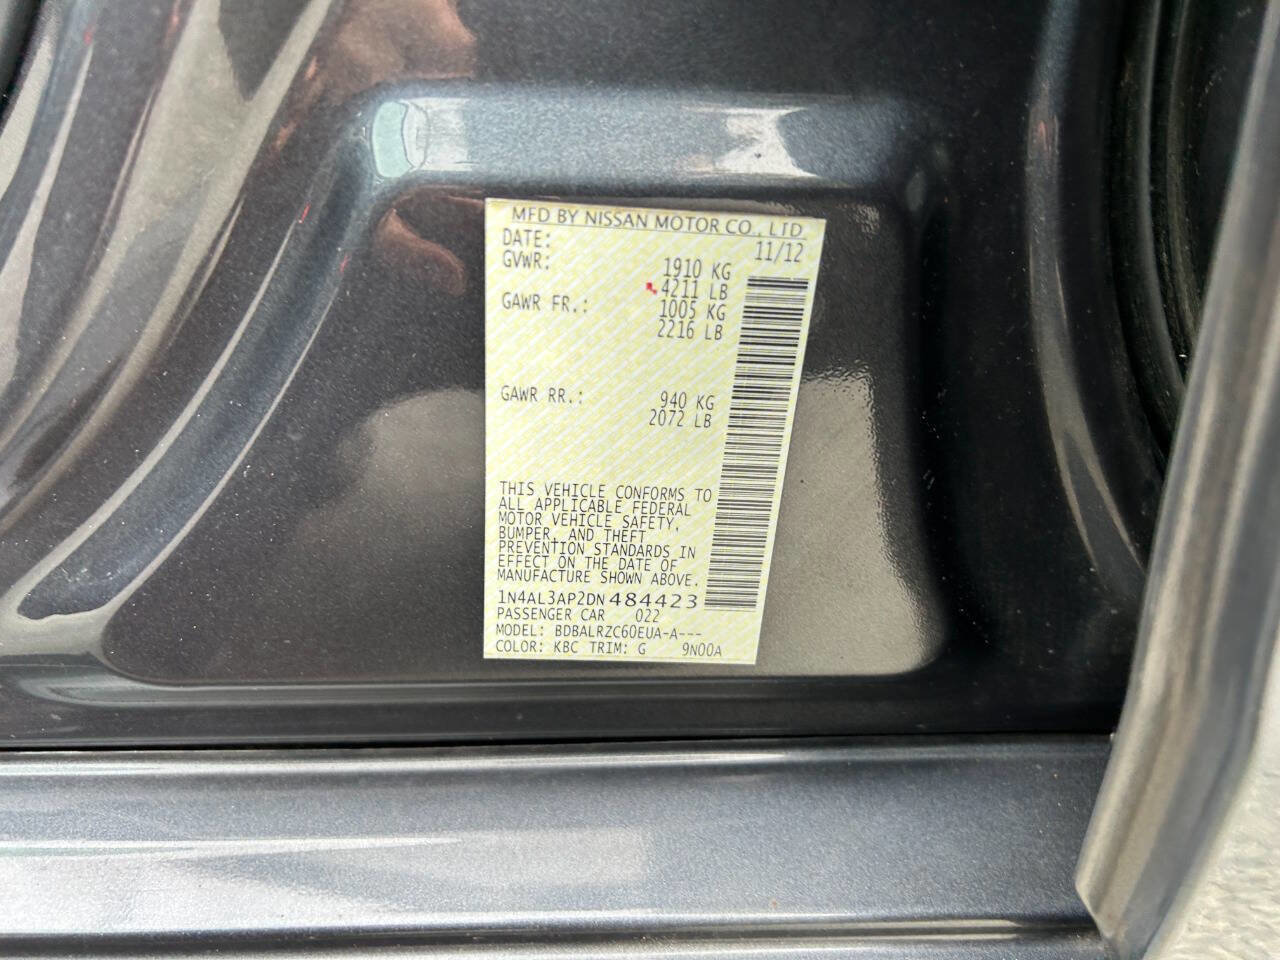 MFD BY NISSAN MOTOR CO., LTD
DATE: 11/12
GVWR: 1910 KG
4211 LB
GAWR FR.: 1005 KG
2216 LB
GAWR RR.: 940 KG
2072 LB
THIS VEHICLE CONFORMS TO
ALL APPLICABLE FEDERAL
MOTOR VEHICLE SAFETY,
BUMPER, AND THEFT
PREVENTION STANDARDS IN
EFFECT ON THE DATE OF
MANUFACTURE SHOWN ABOVE.
1N4AL3AP2DN484423
PASSENGER CAR 022
MODEL: BDBALRZC60EUA-A---
COLOR: KBC TRIM: G 9N00A